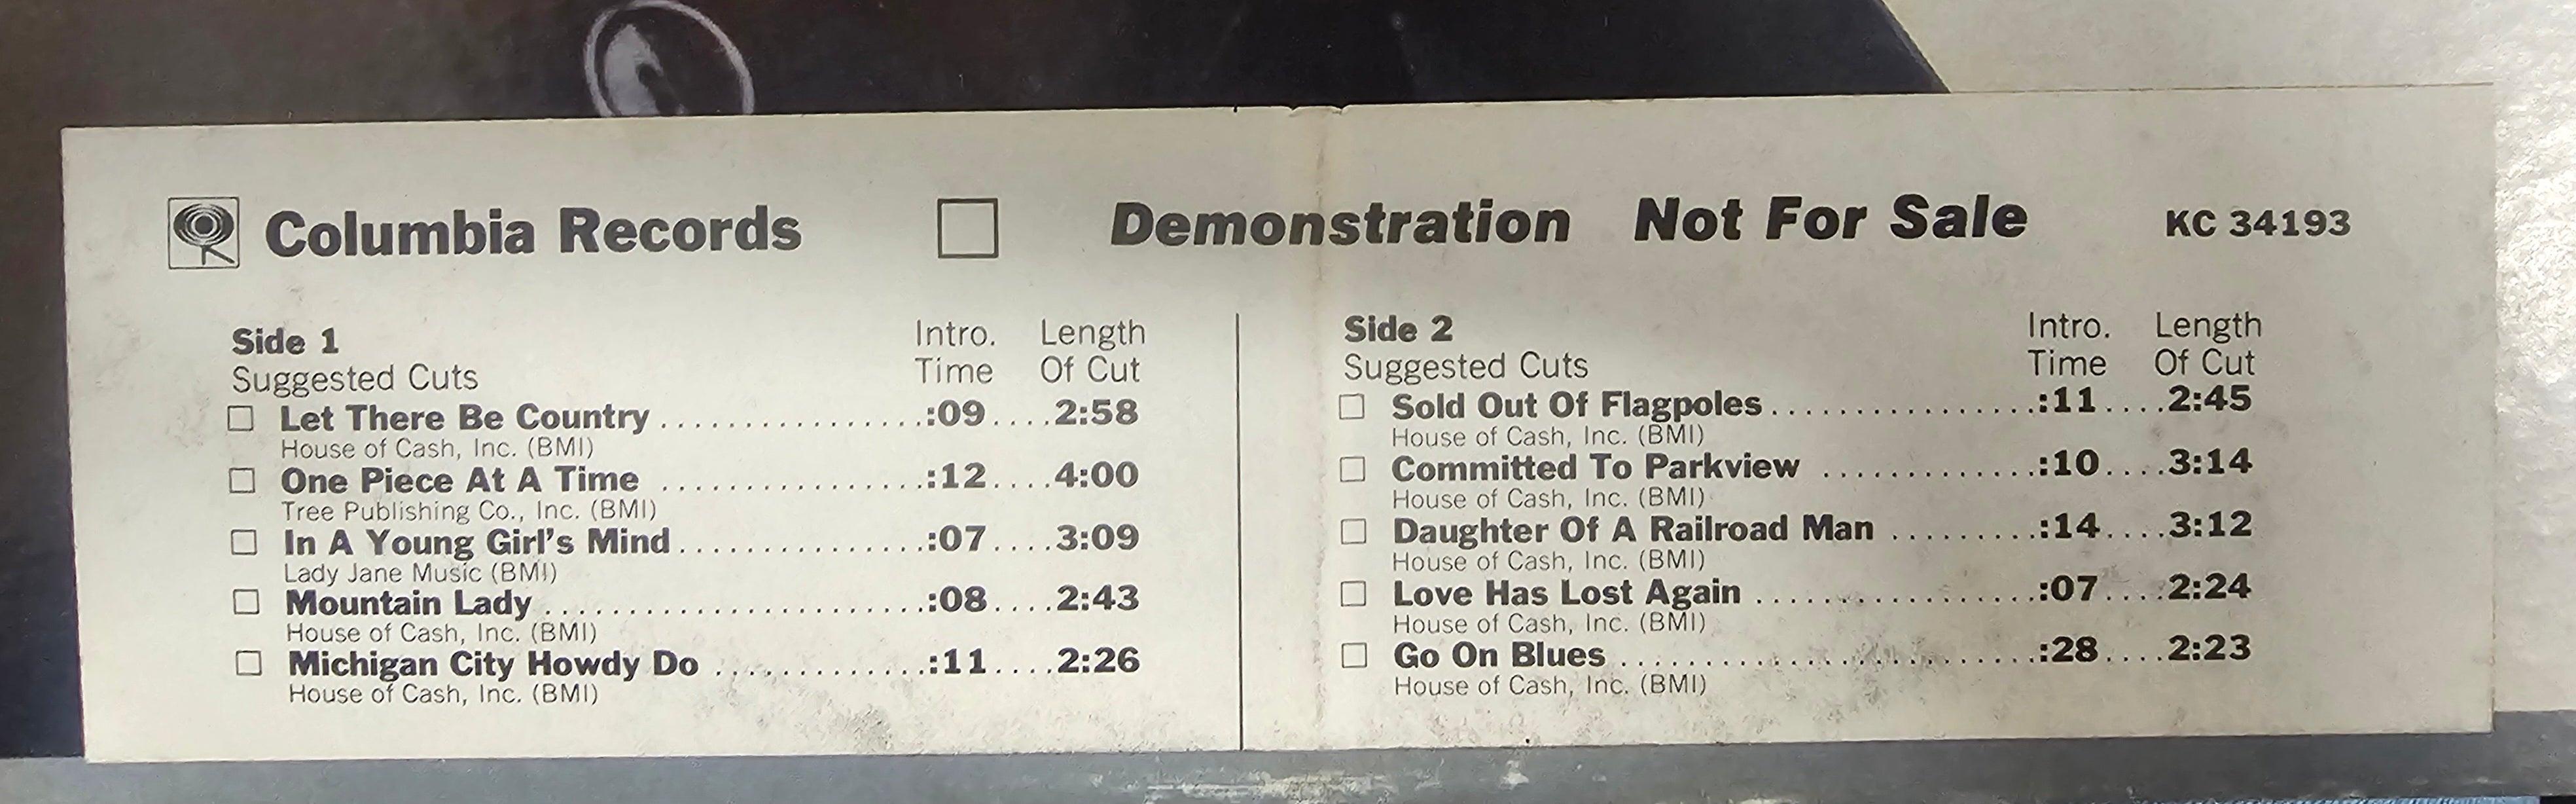 Columbia Records Demonstration Not For Sale KC 34193
Side 1 Intro. Length
Suggested Cuts Time Of Cut
Let There Be Country................:09....2:58
House of Cash, Inc. (BMI)
One Piece At A Time ................:12....4:00
Tree Publishing Co., Inc. (BMI)
In A Young Girl's Mind...............:07....3:09
Lady Jane Music (BMI)
Mountain Lady.......................:08....2:43
House of Cash, Inc. (BMI)
Michigan City Howdy Do .............:11....2:26
House of Cash, Inc. (BMI)
Side 2 Intro. Length
Suggested Cuts Time Of Cut
Sold Out Of Flagpoles................:11....2:45
House of Cash, Inc. (BMI)
Committed To Parkview .............:10....3:14
House of Cash, Inc. (BMI)
Daughter Of A Railroad Man .........:14....3:12
House of Cash, Inc. (BMI)
Love Has Lost Again .................:07....2:24
House of Cash, Inc. (BMI)
Go On Blues .........................:28....2:23
House of Cash, Inc. (BMI)